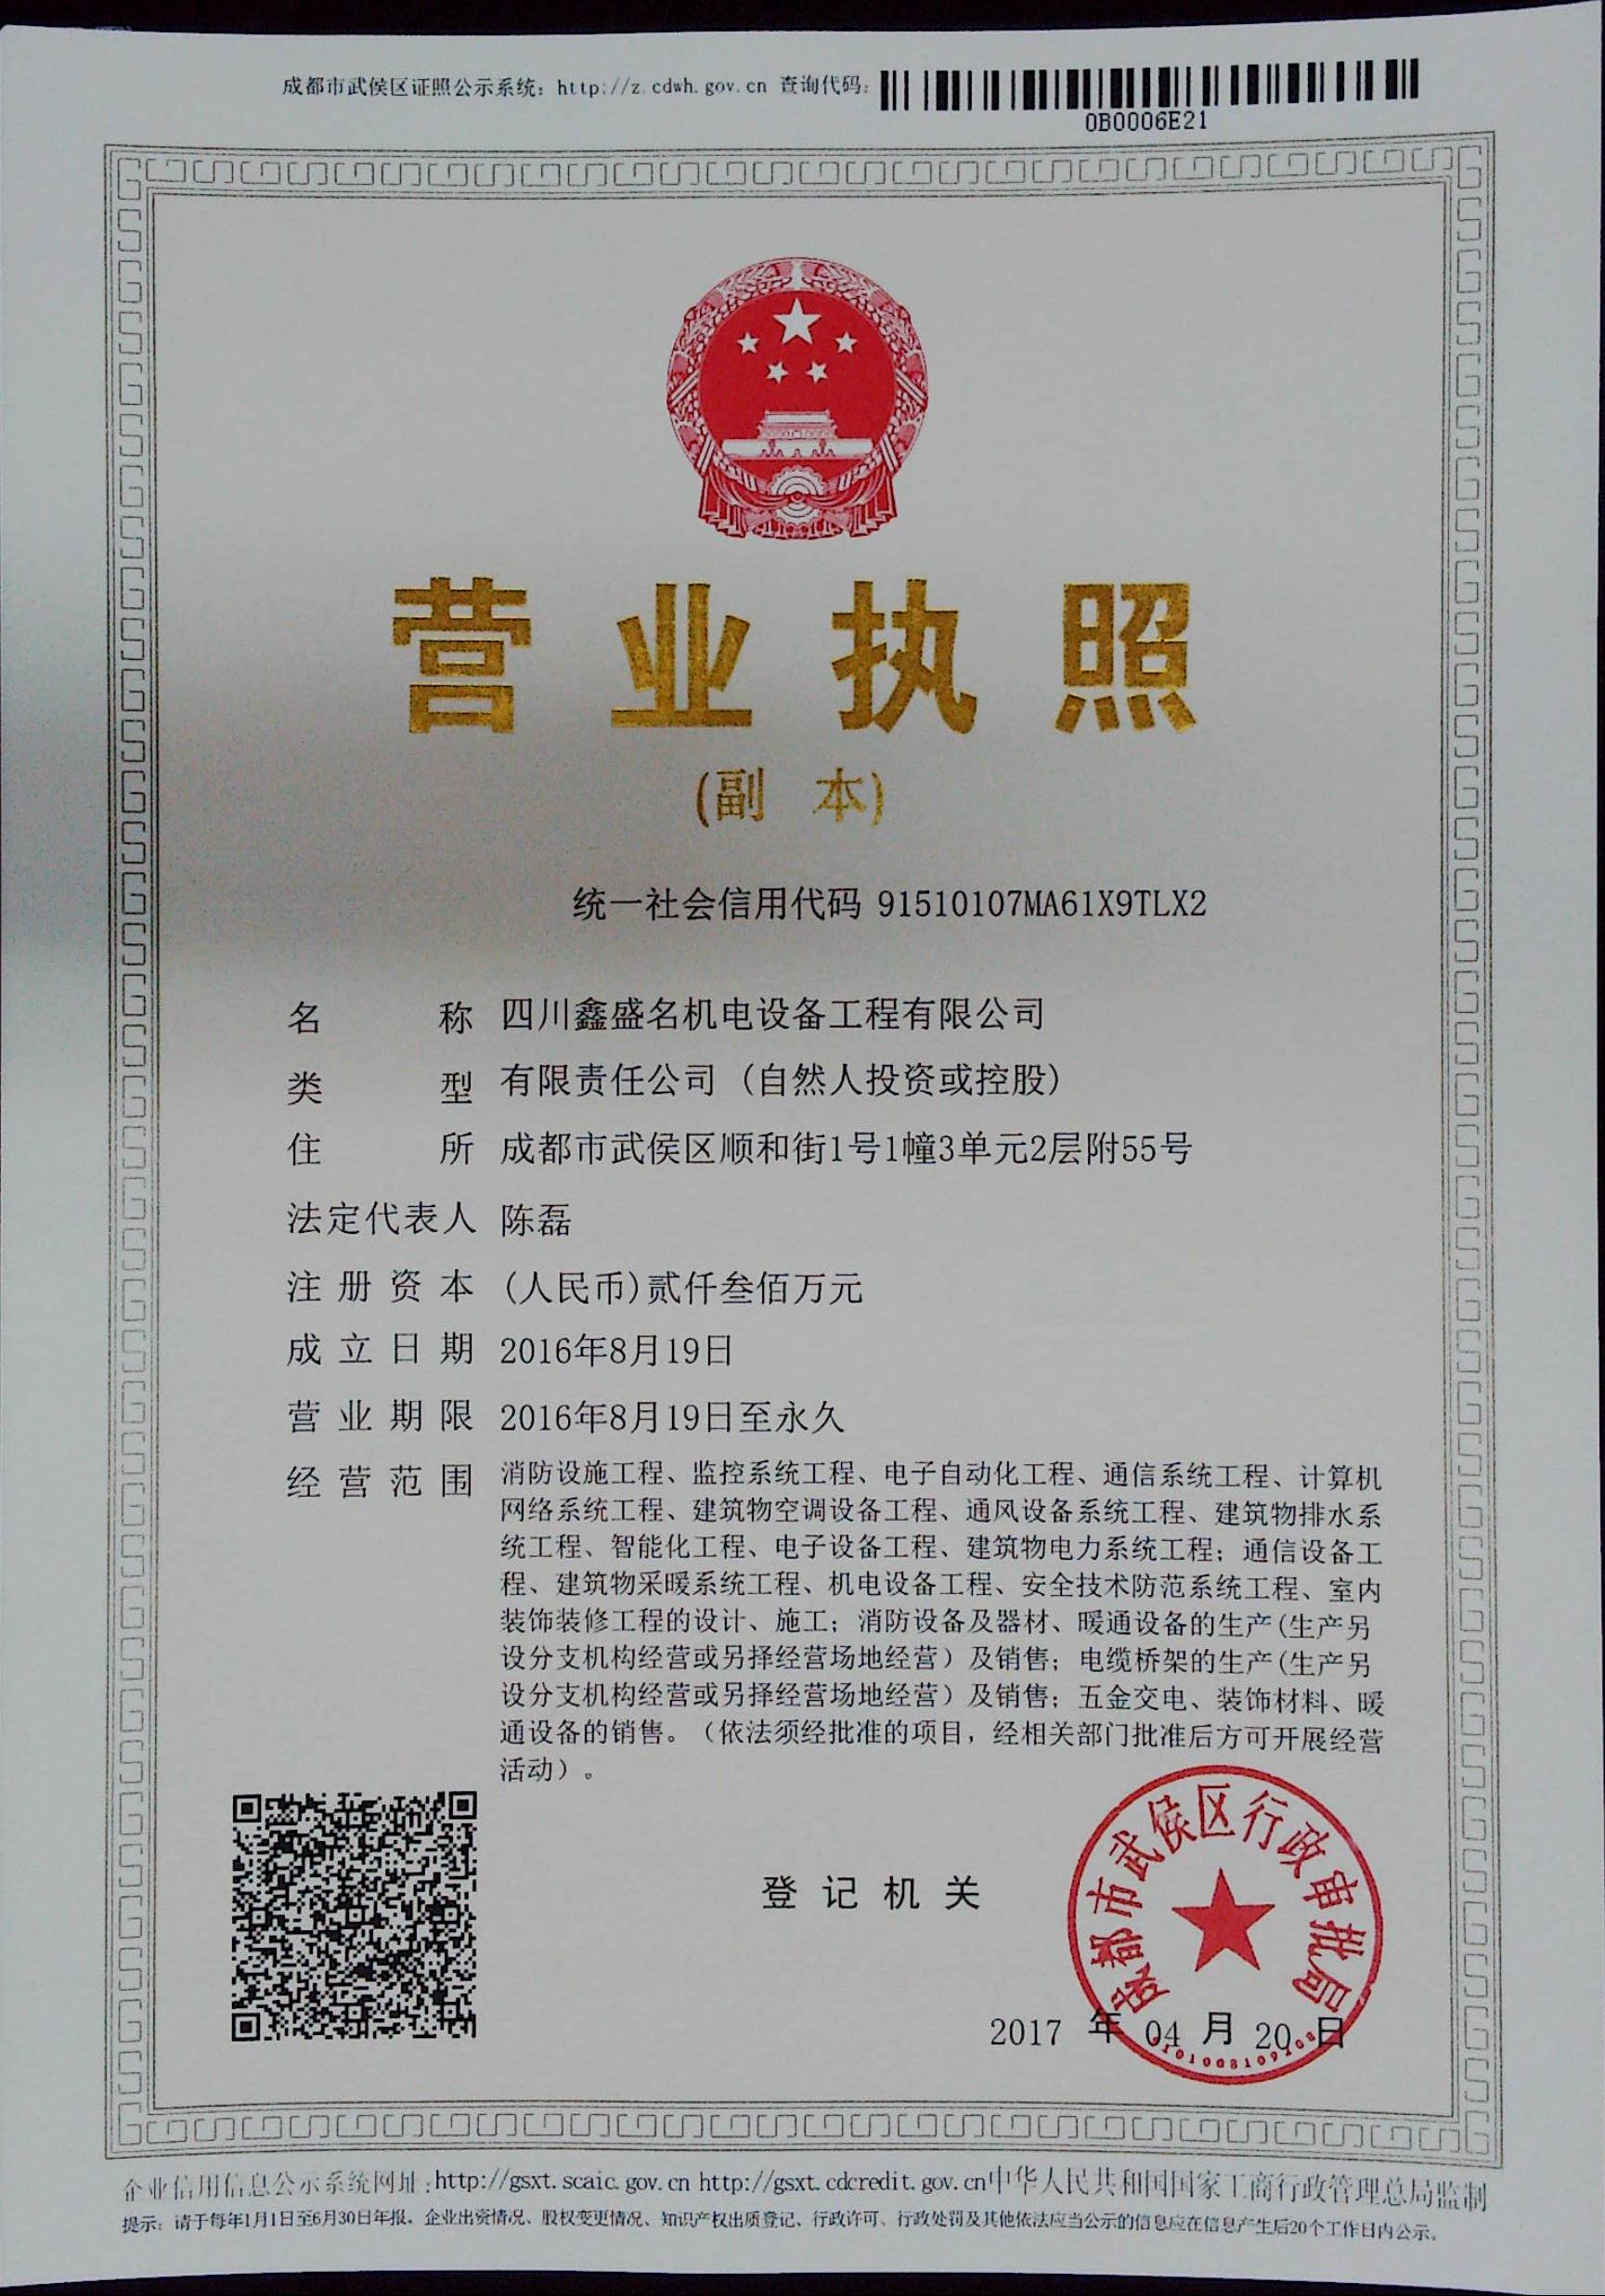 成都市武侯区证照公示系统：http://z.cdwh.gov.cn 查询代码：
0B0006E21
营业执照
(副 本)
统一社会信用代码 91510107MA61X9TLX2
名 称 四川鑫盛名机电设备工程有限公司
类 型 有限责任公司（自然人投资或控股）
住 所 成都市武侯区顺和街1号1幢3单元2层附55号
法定代表人 陈磊
注册资本 (人民币)贰仟叁佰万元
成立日期 2016年8月19日
营业期限 2016年8月19日至永久
经营范围 消防设施工程、监控系统工程、电子自动化工程、通信系统工程、计算机
网络系统工程、建筑物空调设备工程、通风设备系统工程、建筑物排水系
统工程、智能化工程、电子设备工程、建筑物电力系统工程；通信设备工
程、建筑物采暖系统工程、机电设备工程、安全技术防范系统工程、室内
装饰装修工程的设计、施工；消防设备及器材、暖通设备的生产(生产另
设分支机构经营或另择经营场地经营）及销售；电缆桥架的生产(生产另
设分支机构经营或另择经营场地经营）及销售；五金交电、装饰材料、暖
通设备的销售。（依法须经批准的项目，经相关部门批准后方可开展经营
活动）。
登记机关
成都市武侯区行政审批局
2017 年 04 月 20 日
企业信用信息公示系统网址:http://gsxt.scaic.gov.cn http://gsxt.cdcredit.gov.cn中华人民共和国国家工商行政管理总局监制
提示：请于每年1月1日至6月30日年报。企业出资情况、股权变更情况、知识产权出质登记、行政许可、行政处罚及其他依法应当公示的信息应在信息产生后20个工作日内公示。